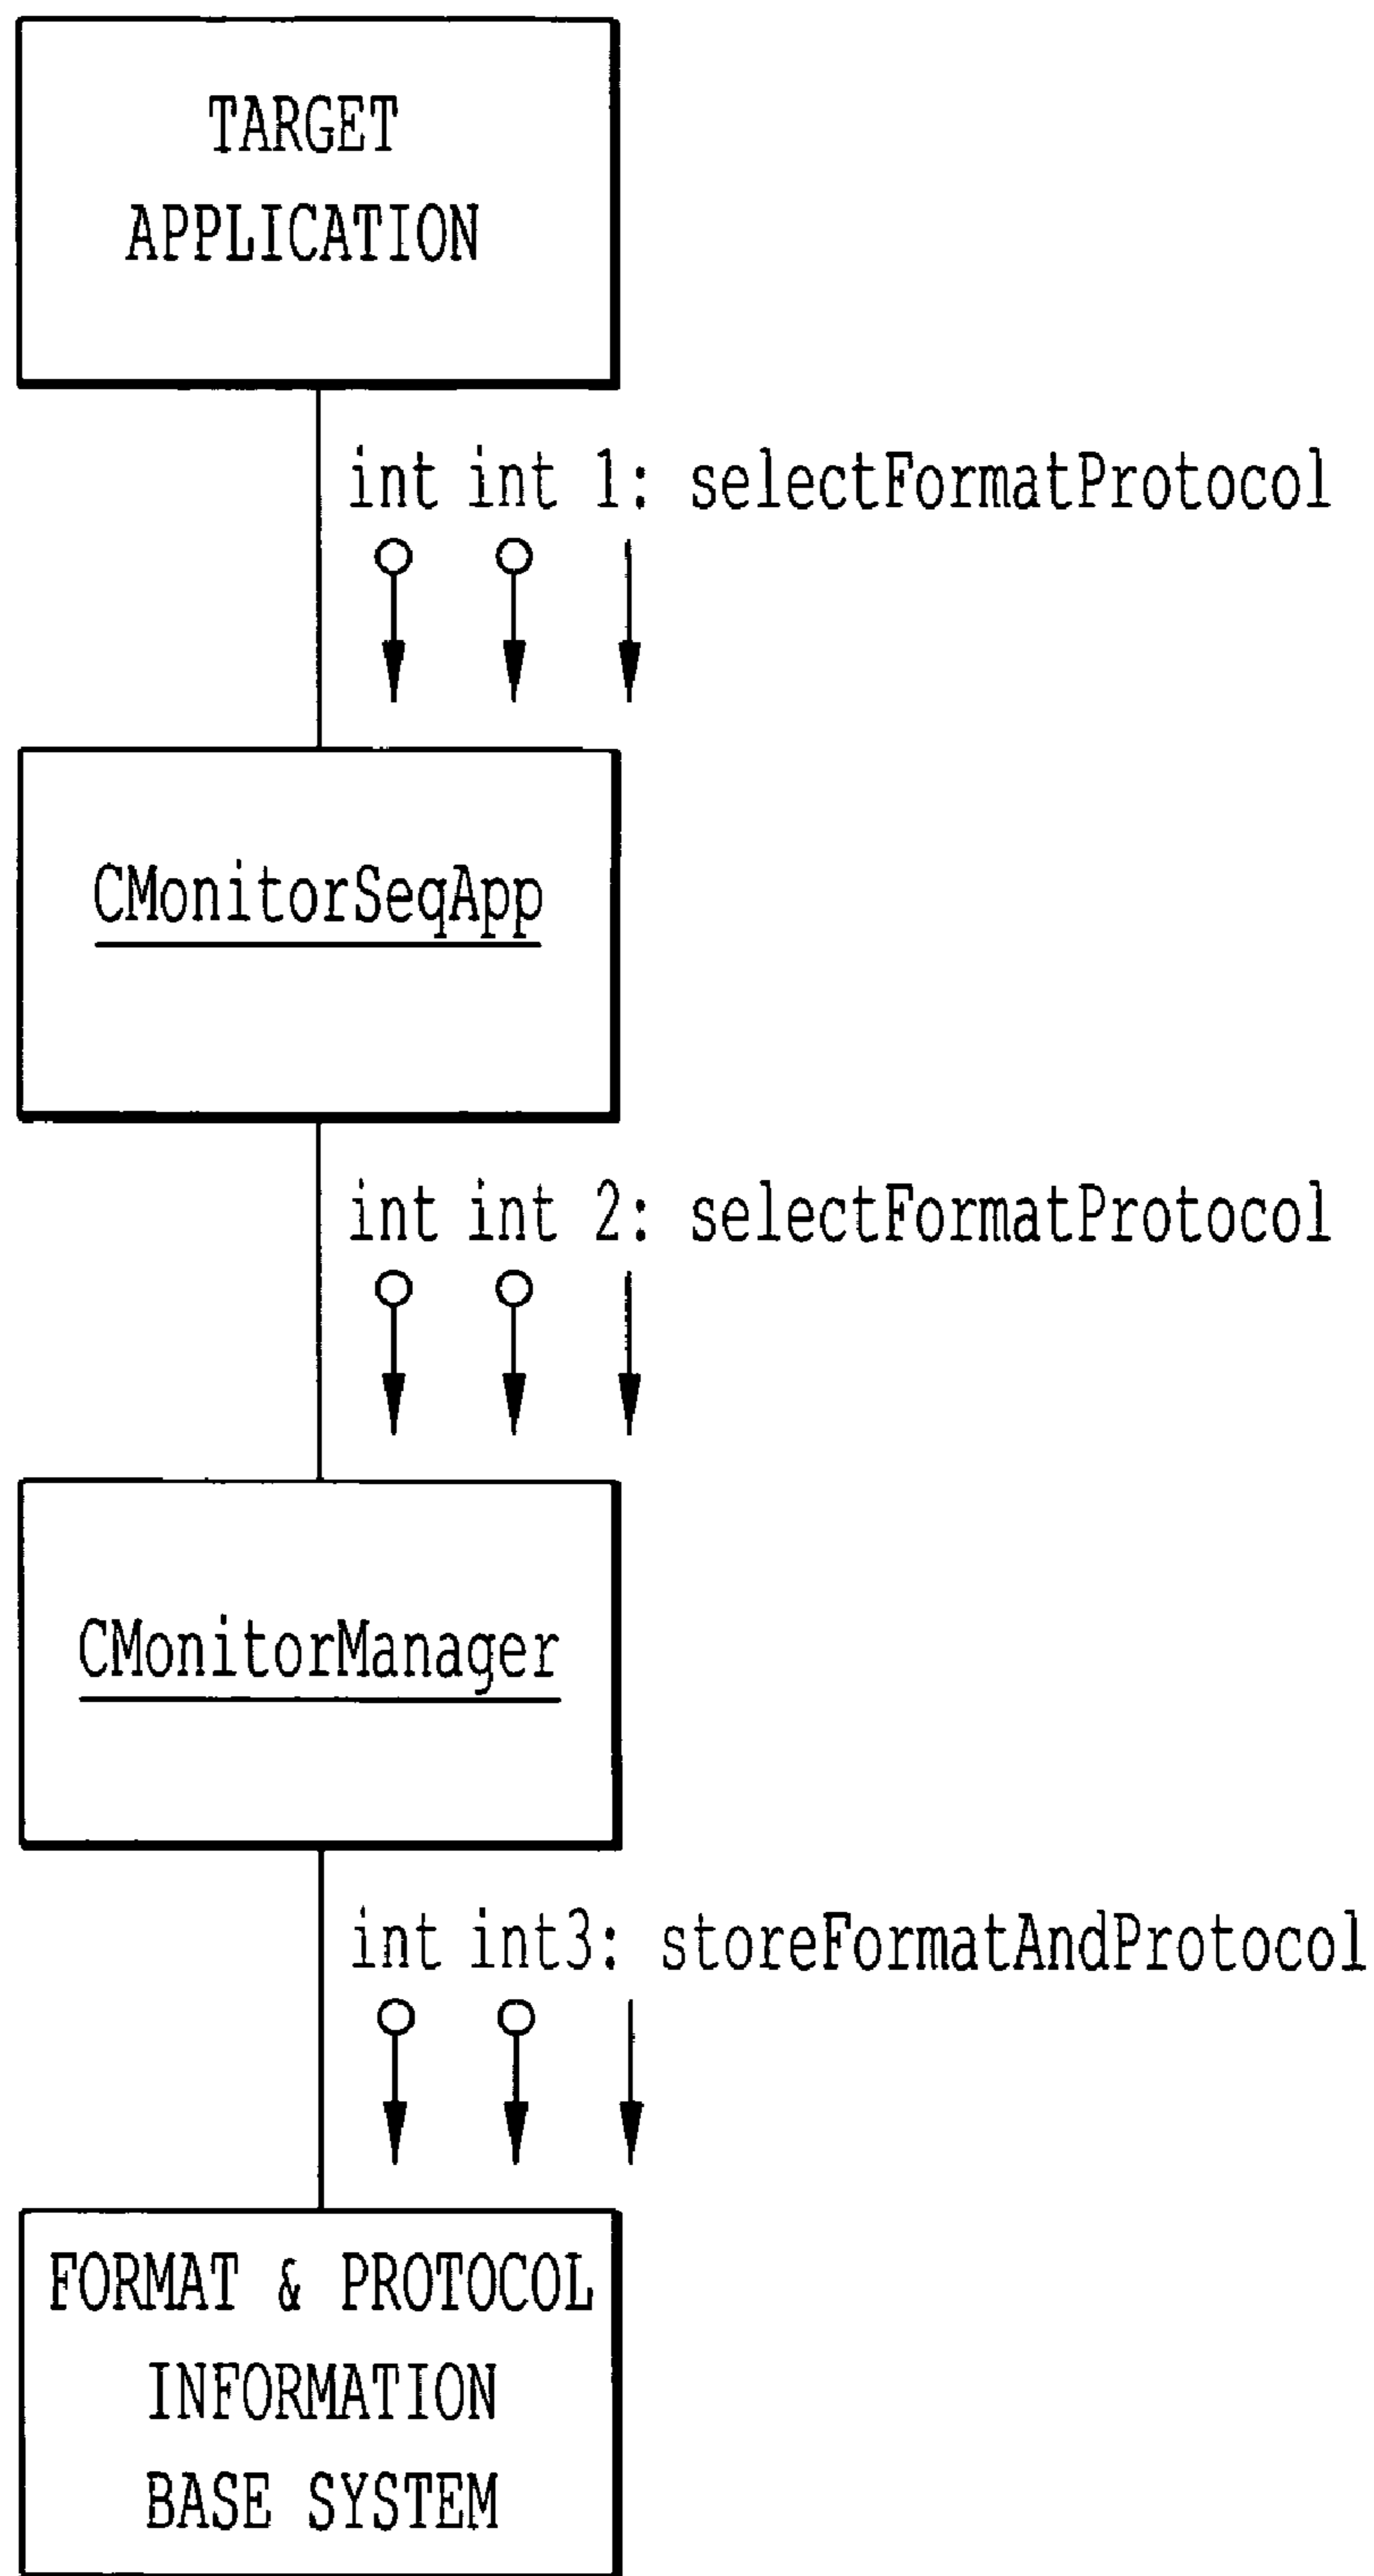 TARGET
APPLICATION
int int 1: selectFormatProtocol
CMonitorSeqApp
int int 2: selectFormatProtocol
CMonitorManager
int int3: storeFormatAndProtocol
FORMAT & PROTOCOL
INFORMATION
BASE SYSTEM